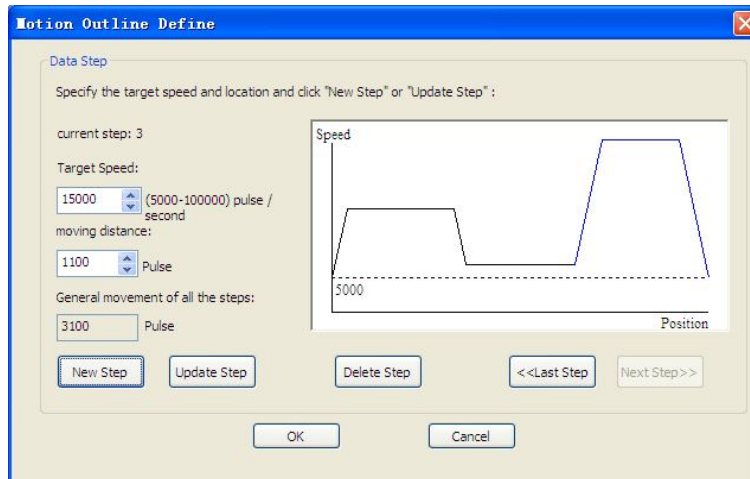 Motion Outline Define
Data Step
Specify the target speed and location and click "New Step" or "Update Step" :
current step: 3
Target Speed:
15000
(5000-100000) pulse /
second
moving distance:
1100
Pulse
General movement of all the steps:
3100
Pulse
Speed
5000
Position
New Step
Update Step
Delete Step
<<Last Step
Next Step>>
OK
Cancel